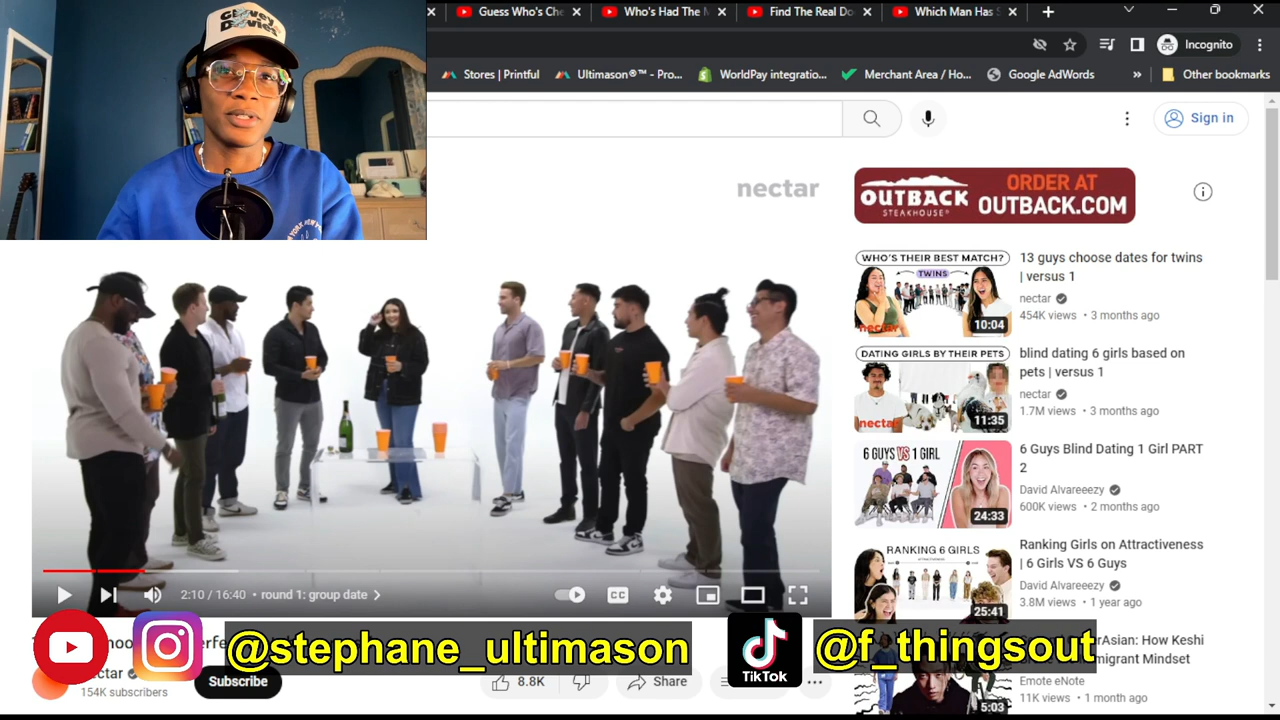 Guess Who's Che
Who's Had The M
Find The Real Do
Which Man Has S
Incognito
Stores | Printful
Ultimason®™ - Pro...
WorldPay integratio...
Merchant Area / Ho...
Google AdWords
»
Other bookmarks
Sign in
nectar
OUTBACK
STEAKHOUSE®
ORDER AT
OUTBACK.COM
WHO'S THEIR BEST MATCH?
TWINS
nectar
10:04
13 guys choose dates for twins
| versus 1
nectar
454K views • 3 months ago
DATING GIRLS BY THEIR PETS
nectar
11:35
blind dating 6 girls based on
pets | versus 1
nectar
1.7M views • 3 months ago
6 GUYS VS 1 GIRL
24:33
6 Guys Blind Dating 1 Girl PART
2
David Alvareeezy
600K views • 2 months ago
RANKING 6 GIRLS
25:41
Ranking Girls on Attractiveness
| 6 Girls VS 6 Guys
David Alvareeezy
3.8M views • 1 year ago
5:03
Asian: How Keshi
migrant Mindset
Emote eNote
11K views • 1 month ago
2:10 / 16:40 • round 1: group date
CC
@stephane_ultimason
TikTok
@f_thingsout
154K subscribers
Subscribe
8.8K
Share